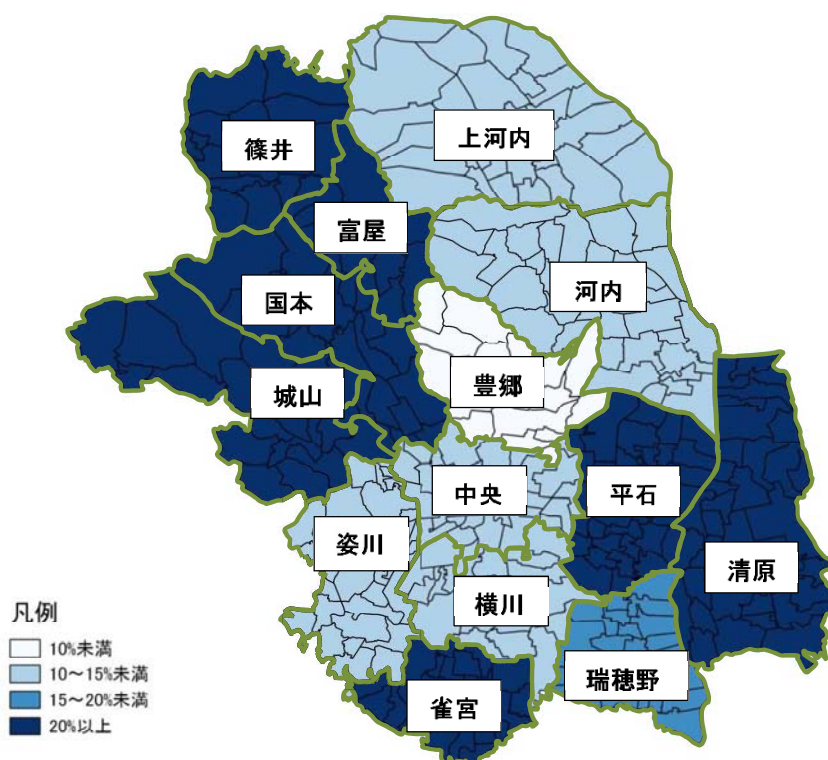 上河内
篠井
富屋
河内
国本
豊郷
城山
中央
平石
姿川
清原
横川
瑞穂野
雀宮
凡例
10%未満
10～15%未満
15～20%未満
20%以上